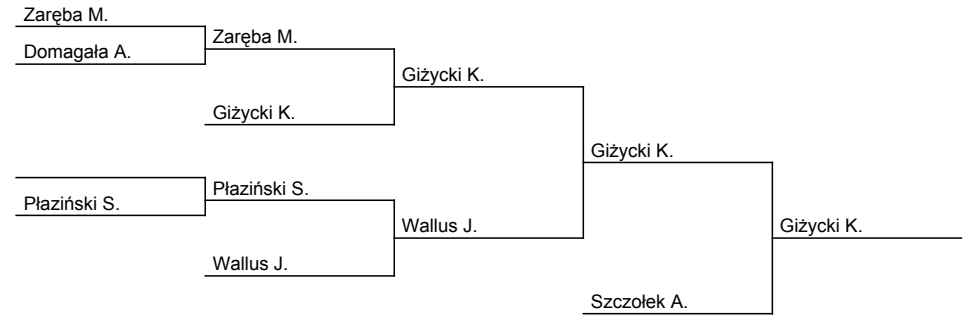 Zaręba M.
Domagała A.
Zaręba M.
Giżycki K.
Giżycki K.
Płaziński S.
Płaziński S.
Wallus J.
Wallus J.
Giżycki K.
Szczołek A.
Giżycki K.